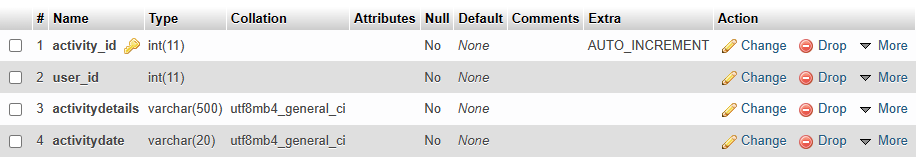 # Name Type Collation Attributes Null Default Comments Extra Action
1 activity_id int(11) No None AUTO_INCREMENT Change Drop More
2 user_id int(11) No None Change Drop More
3 activitydetails varchar(500) utf8mb4_general_ci No None Change Drop More
4 activitydate varchar(20) utf8mb4_general_ci No None Change Drop More